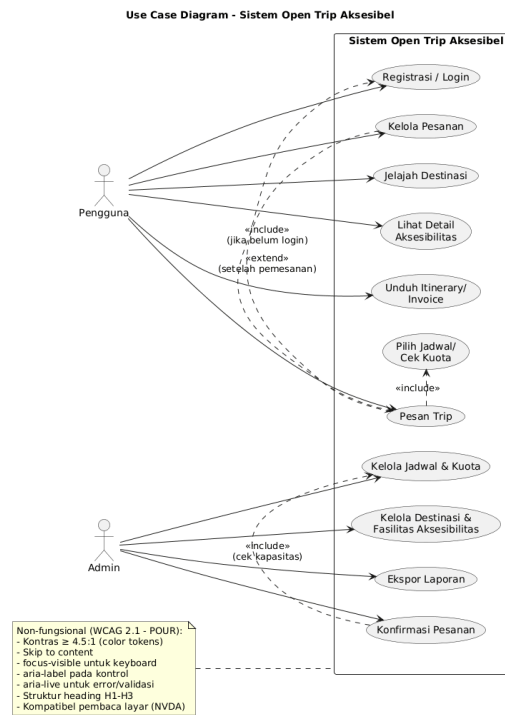 Use Case Diagram - Sistem Open Trip Aksesibel
Sistem Open Trip Aksesibel
Registrasi / Login
Kelola Pesanan
Jelajah Destinasi
Pengguna
Lihat Detail
Aksesibilitas
«include»
(jika belum login)
«extend»
(setelah pemesanan)
Unduh Itinerary/
Invoice
Pilih Jadwal/
Cek Kuota
«include»
Pesan Trip
Kelola Jadwal & Kuota
Kelola Destinasi &
Fasilitas Aksesibilitas
Admin
«include»
(cek kapasitas)
Ekspor Laporan
Konfirmasi Pesanan
Non-fungsional (WCAG 2.1 - POUR):
- Kontras ≥ 4.5:1 (color tokens)
- Skip to content
- focus-visible untuk keyboard
- aria-label pada kontrol
- aria-live untuk error/validasi
- Struktur heading H1-H3
- Kompatibel pembaca layar (NVDA)